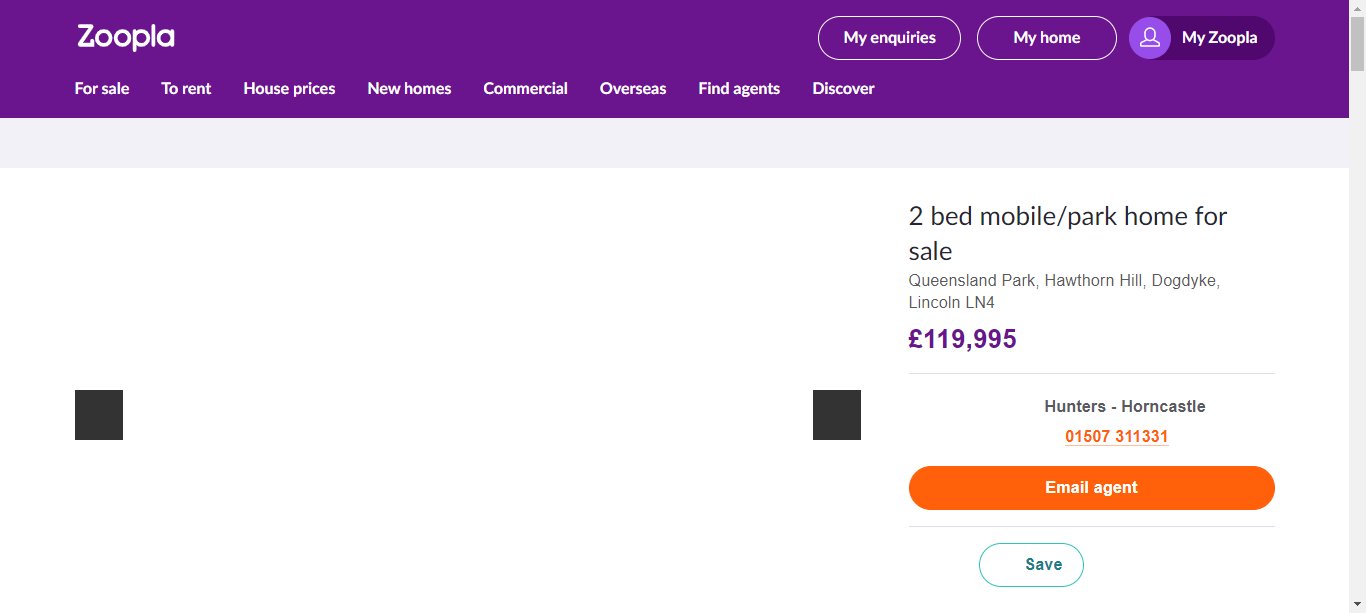 Zoopla
My enquiries
My home
My Zoopla
For sale
To rent
House prices
New homes
Commercial
Overseas
Find agents
Discover
2 bed mobile/park home for
sale
Queensland Park, Hawthorn Hill, Dogdyke,
Lincoln LN4
£119,995
Hunters - Horncastle
01507 311331
Email agent
Save